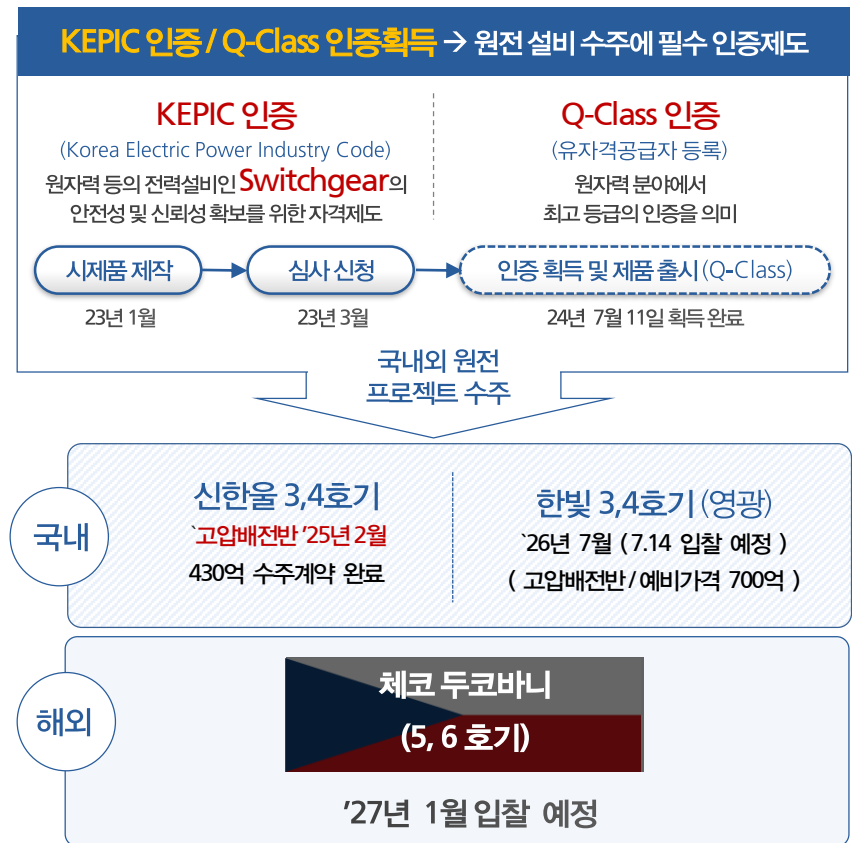 KEPIC 인증 / Q-Class 인증획득 → 원전 설비 수주에 필수 인증제도
KEPIC 인증
(Korea Electric Power Industry Code)
원자력 등의 전력설비인 Switchgear의
안전성 및 신뢰성 확보를 위한 자격제도
Q-Class 인증
(유자격공급자 등록)
원자력 분야에서
최고 등급의 인증을 의미
시제품 제작
심사 신청
인증 획득 및 제품 출시 (Q-Class)
23년 1월
23년 3월
24년 7월 11일 획득 완료
국내외 원전
프로젝트 수주
국내
신한울 3,4호기
`고압배전반 '25년 2월
430억 수주계약 완료
한빛 3,4호기 (영광)
`26년 7월 ( 7.14 입찰 예정 )
( 고압배전반 / 예비가격 700억 )
해외
체코 두코바니
(5, 6 호기)
'27년 1월 입찰 예정